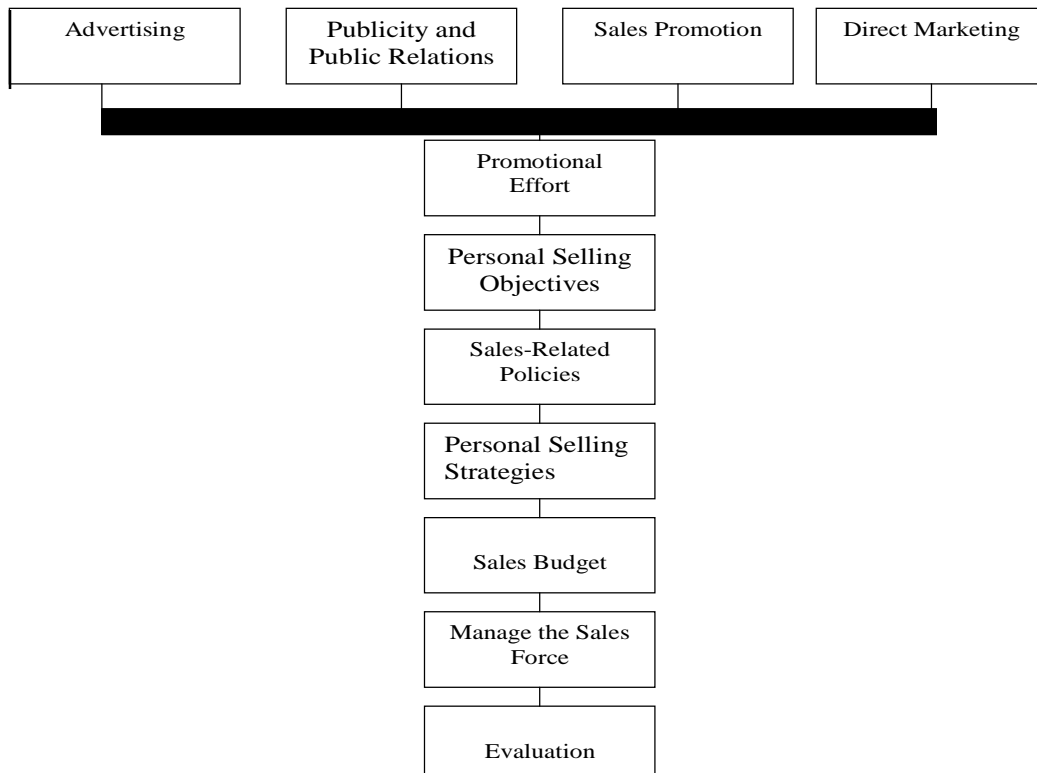 Advertising
Publicity and
Public Relations
Sales Promotion
Direct Marketing
Promotional
Effort
Personal Selling
Objectives
Sales-Related
Policies
Personal Selling
Strategies
Sales Budget
Manage the Sales
Force
Evaluation